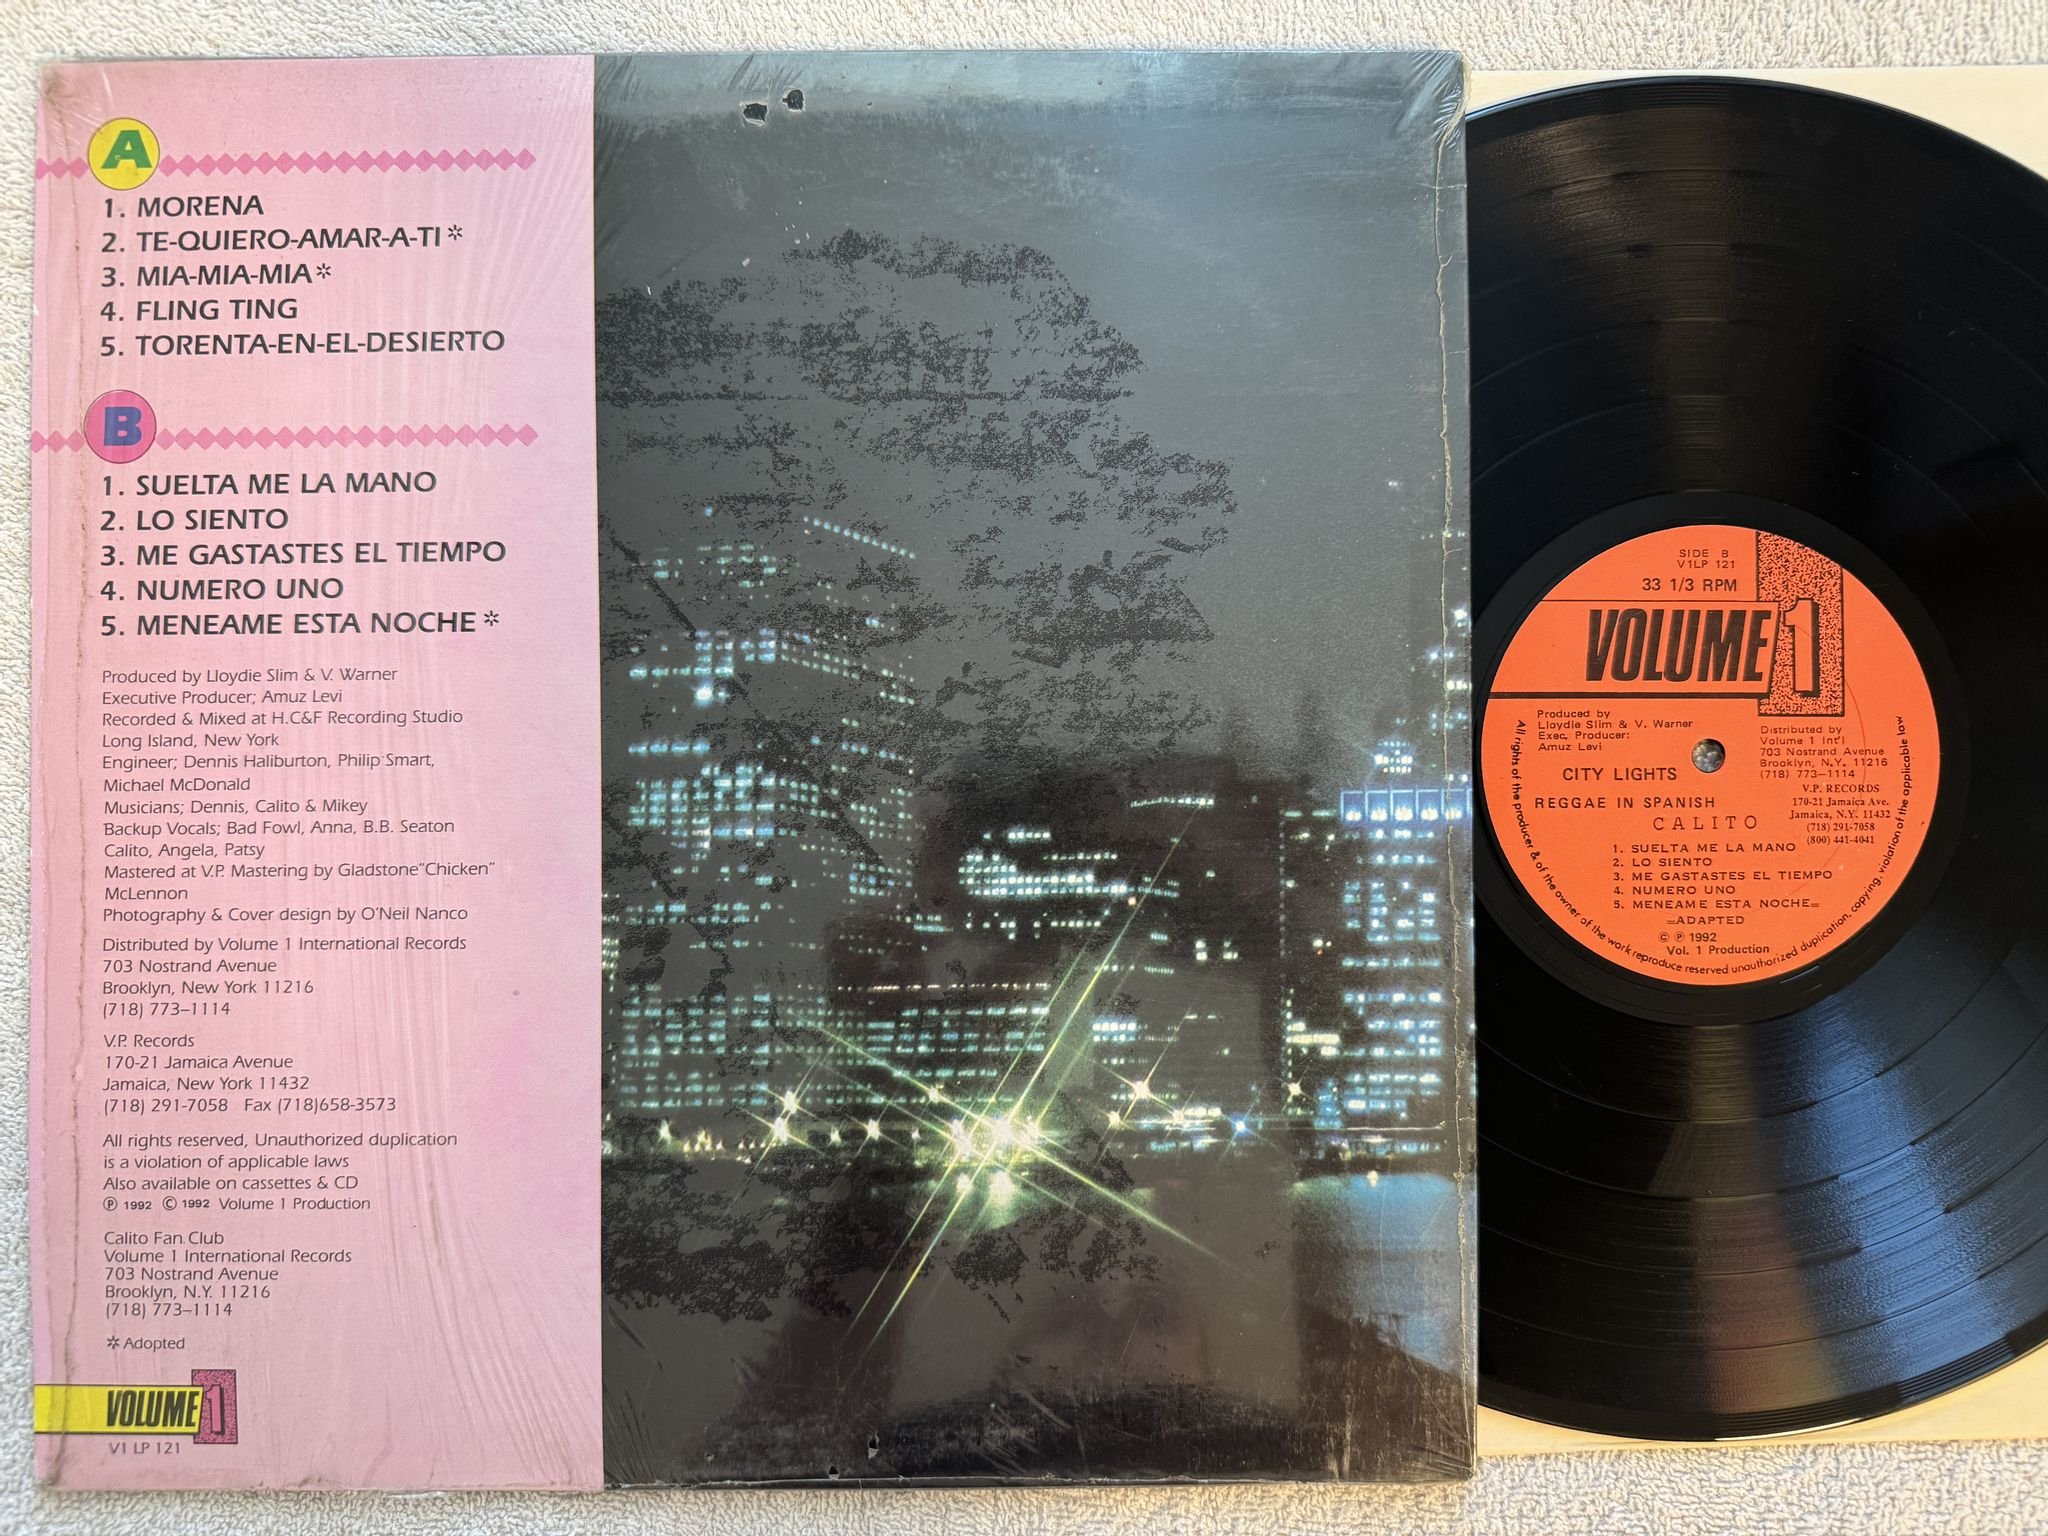 A
1. MORENA
2. TE-QUIERO-AMAR-A-TI*
3. MIA-MIA-MIA*
4. FLING TING
5. TORENTA-EN-EL-DESIERTO
B
1. SUELTA ME LA MANO
2. LO SIENTO
3. ME GASTASTES EL TIEMPO
4. NUMERO UNO
5. MENEAME ESTA NOCHE*
Produced by Lloydie Slim & V. Warner
Executive Producer; Amuz Levi
Recorded & Mixed at H.C&F Recording Studio
Long Island, New York
Engineer; Dennis Haliburton, Philip Smart,
Michael McDonald
Musicians; Dennis, Calito & Mikey
Backup Vocals; Bad Fowl, Anna, B.B. Seaton
Calito, Angela, Patsy
Mastered at V.P. Mastering by Gladstone"Chicken"
McLennon
Photography & Cover design by O'Neil Nanco
Distributed by Volume 1 International Records
703 Nostrand Avenue
Brooklyn, New York 11216
(718) 773-1114
V.P. Records
170-21 Jamaica Avenue
Jamaica, New York 11432
(718) 291-7058 Fax (718)658-3573
All rights reserved, Unauthorized duplication
is a violation of applicable laws
Also available on cassettes & CD
Ⓟ 1992 © 1992 Volume 1 Production
Calito Fan Club
Volume 1 International Records
703 Nostrand Avenue
Brooklyn, N.Y. 11216
(718) 773-1114
* Adopted
VOLUME 1
V1 LP 121
SIDE B
V1LP 121
33 1/3 RPM
VOLUME 1
Produced by
Lloydie Slim & V. Warner
Exec. Producer:
Amuz Levi
Distributed by
Volume 1 Int'l
703 Nostrand Avenue
Brooklyn, N.Y. 11216
(718) 773-1114
V.P. RECORDS
170-21 Jamaica Ave.
Jamaica, N.Y. 11432
(718) 291-7058
(800) 441-4041
CITY LIGHTS
REGGAE IN SPANISH
CALITO
1. SUELTA ME LA MANO
2. LO SIENTO
3. ME GASTASTES EL TIEMPO
4. NUMERO UNO
5. MENEAME ESTA NOCHE=
=ADAPTED
© Ⓟ 1992
Vol. 1 Production
All rights of the producer & of the owner of the work reproduce reserved unauthorized duplication, copying, violation of the applicable low